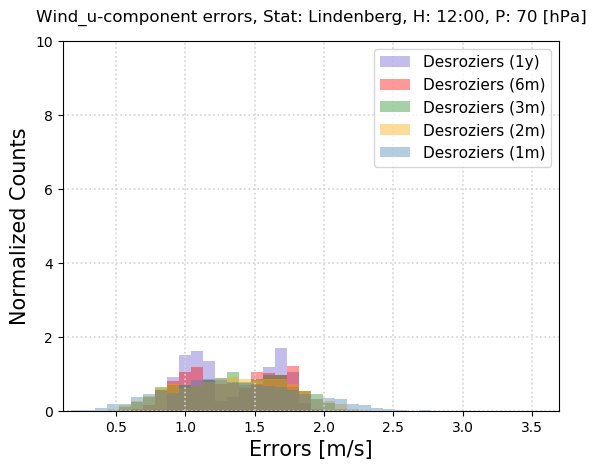 Wind_u-component errors, Stat: Lindenberg, H: 12:00, P: 70 [hPa]
Normalized Counts
10
8
6
4
2
0
Desroziers (1y)
Desroziers (6m)
Desroziers (3m)
Desroziers (2m)
Desroziers (1m)
0.5 1.0 1.5 2.0 2.5 3.0 3.5
Errors [m/s]